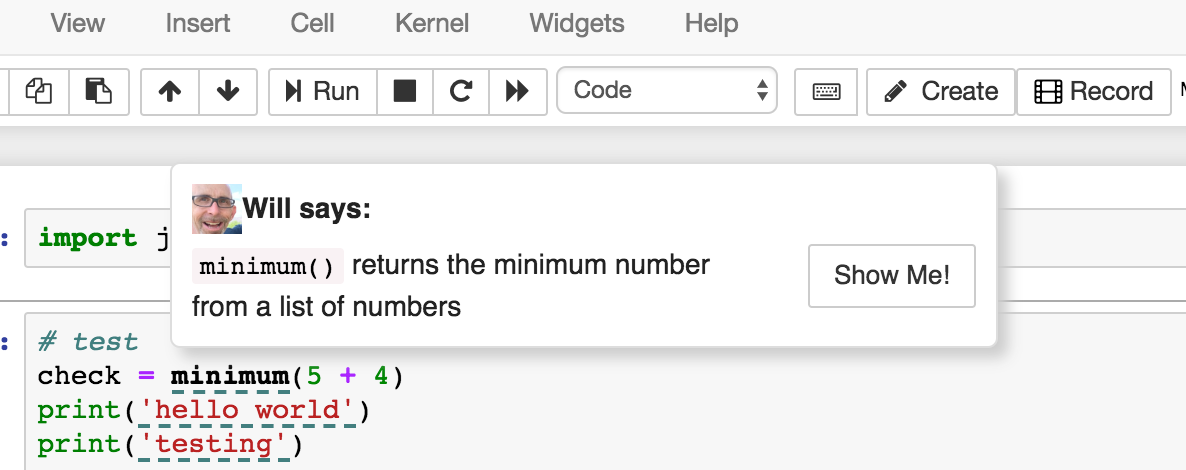 View Insert Cell Kernel Widgets Help
Run Code Create Record
Will says:
minimum() returns the minimum number
from a list of numbers
Show Me!
: import j
: # test
check = minimum(5 + 4)
print('hello world')
print('testing')